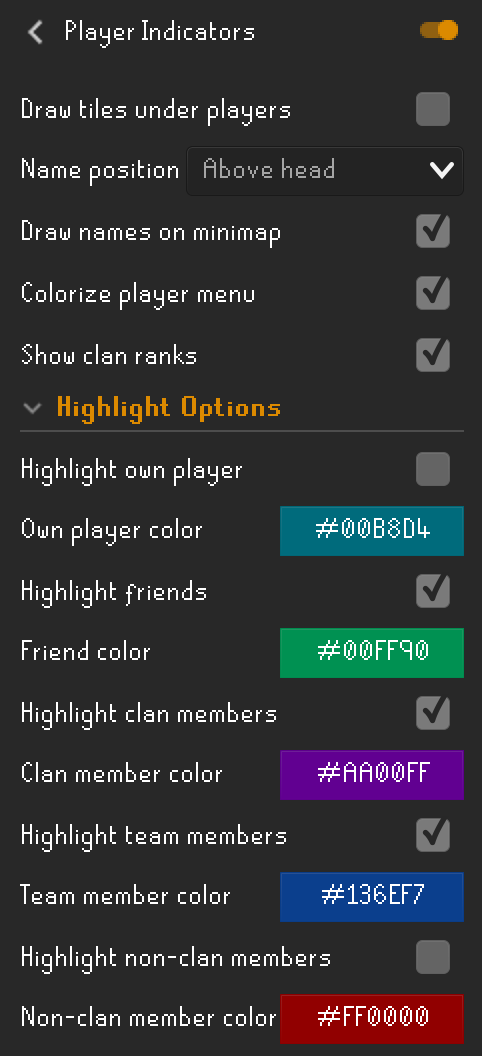 Player Indicators
Draw tiles under players
Name position Above head
Draw names on minimap
Colorize player menu
Show clan ranks
Highlight Options
Highlight own player
Own player color #00B8D4
Highlight friends
Friend color #00FF90
Highlight clan members
Clan member color #AA00FF
Highlight team members
Team member color #136EF7
Highlight non-clan members
Non-clan member color #FF0000